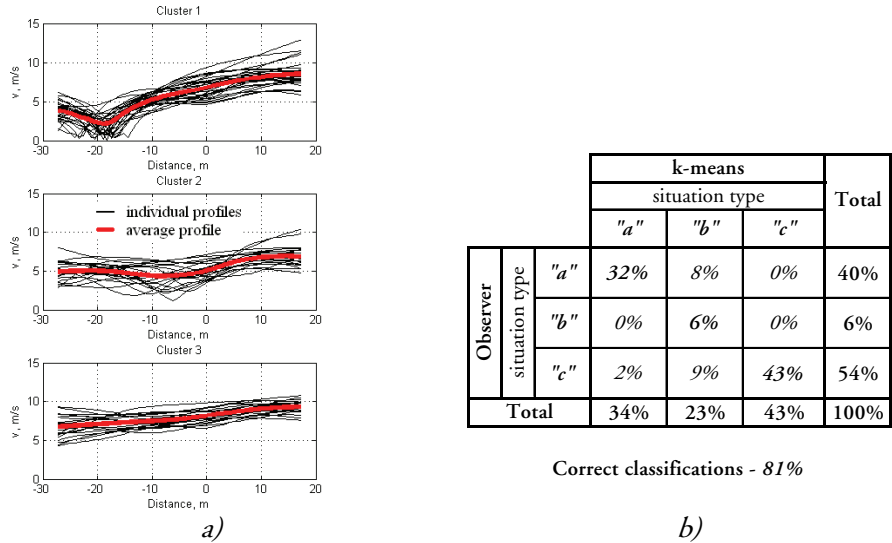 Cluster 1
15
10
5
0
v, m/s
-30 -20 -10 0 10 20
Distance, m
Cluster 2
15
10
5
0
v, m/s
individual profiles
average profile
-30 -20 -10 0 10 20
Distance, m
Cluster 3
15
10
5
0
v, m/s
-30 -20 -10 0 10 20
Distance, m
a)
k-means
situation type
Total
"a" "b" "c"
Observer
situation type
"a" 32% 8% 0% 40%
"b" 0% 6% 0% 6%
"c" 2% 9% 43% 54%
Total 34% 23% 43% 100%
Correct classifications - 81%
b)